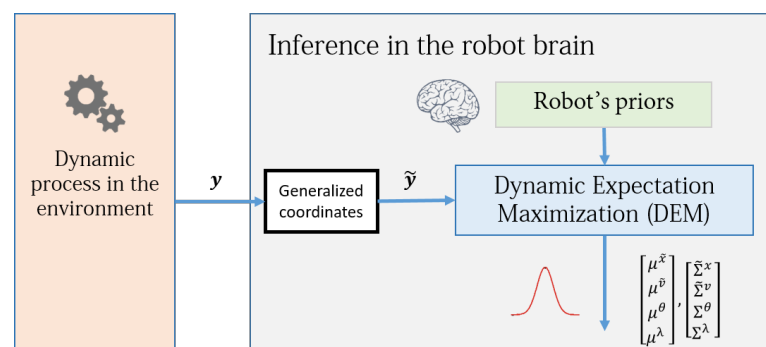 Inference in the robot brain
Robot's priors
Dynamic
process in the
environment
y
Generalized
coordinates
ỹ
Dynamic Expectation
Maximization (DEM)
[μ^x̃ μ^ṽ μ^θ μ^λ], [Σ̃^x Σ̃^v Σ^θ Σ^λ]